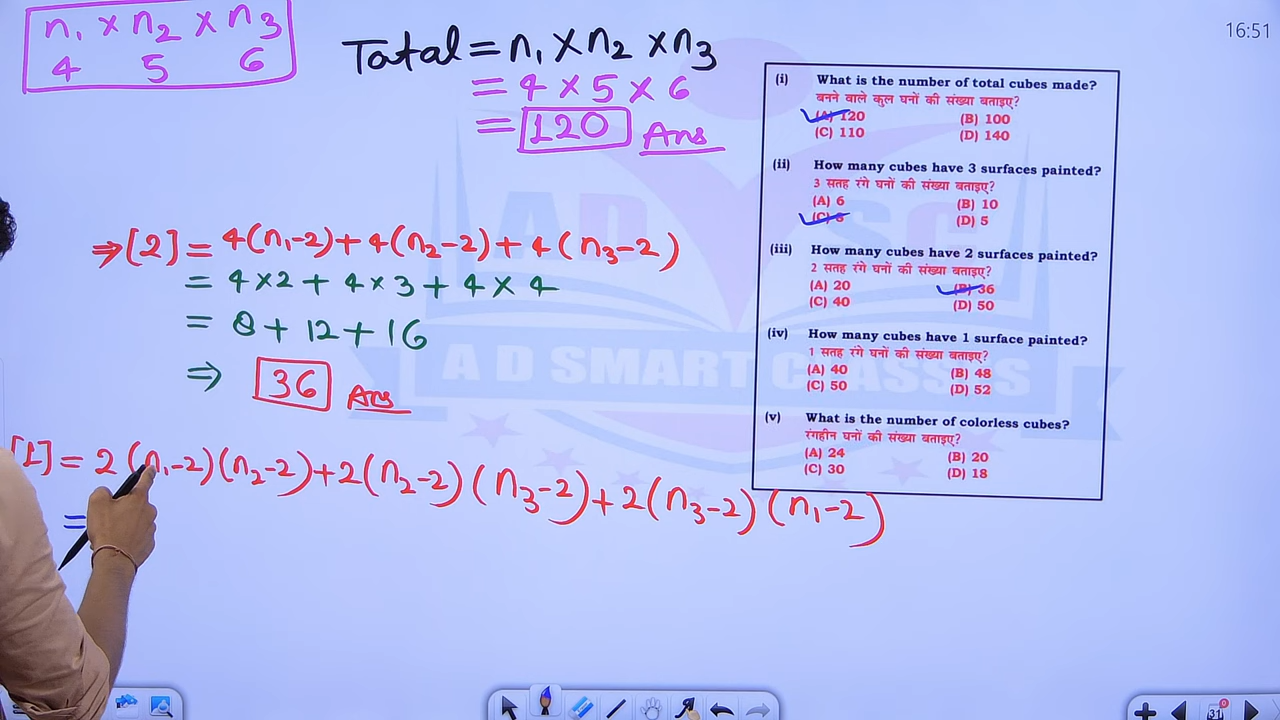 n₁ × n₂ × n₃
4 5 6
Tatal = n₁ × n₂ × n₃
= 4 × 5 × 6
= 120 Ans
⇒ [2] = 4(n₁-2) + 4(n₂-2) + 4(n₃-2)
= 4×2 + 4×3 + 4×4
= 8 + 12 + 16
⇒ 36 Ans
[1] = 2(n₁-2)(n₂-2) + 2(n₂-2)(n₃-2) + 2(n₃-2)(n₁-2)
=
16:51
(i) What is the number of total cubes made?
बनने वाले कुल घनों की संख्या बताइए?
(A) 120 (B) 100
(C) 110 (D) 140
(ii) How many cubes have 3 surfaces painted?
3 सतह रंगे घनों की संख्या बताइए?
(A) 6 (B) 10
(C) 8 (D) 5
(iii) How many cubes have 2 surfaces painted?
2 सतह रंगे घनों की संख्या बताइए?
(A) 20 (B) 36
(C) 40 (D) 50
(iv) How many cubes have 1 surface painted?
1 सतह रंगे घनों की संख्या बताइए?
(A) 40 (B) 48
(C) 50 (D) 52
(v) What is the number of colorless cubes?
रंगहीन घनों की संख्या बताइए?
(A) 24 (B) 20
(C) 30 (D) 18
A D SMART CLASSES
31
0